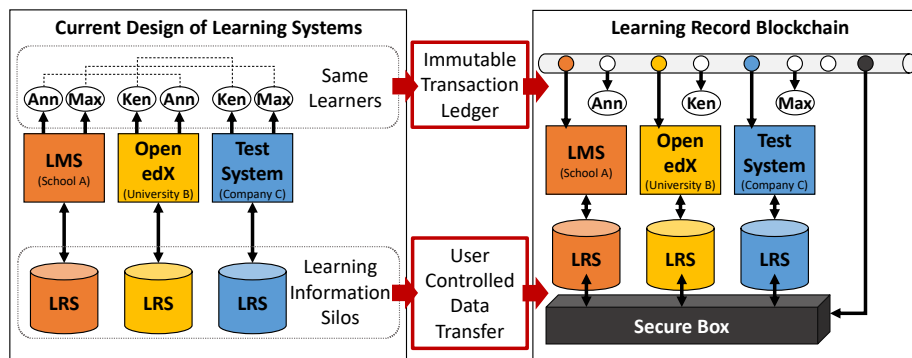 Current Design of Learning Systems
Same
Learners
Ann
Max
Ken
Ann
Ken
Max
LMS
(School A)
Open
edX
(University B)
Test
System
(Company C)
LRS
LRS
LRS
Learning
Information
Silos
Immutable
Transaction
Ledger
User
Controlled
Data
Transfer
Learning Record Blockchain
Ann
Ken
Max
LMS
(School A)
Open
edX
(University B)
Test
System
(Company C)
LRS
LRS
LRS
Secure Box